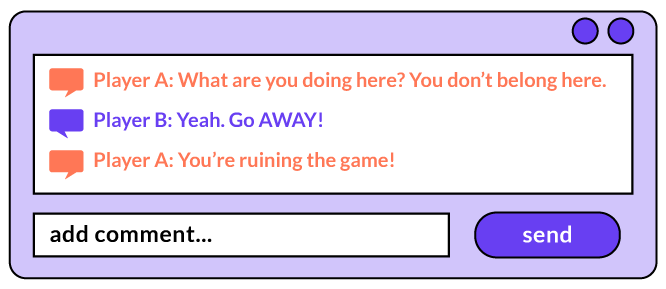 Player A: What are you doing here? You don’t belong here.
Player B: Yeah. Go AWAY!
Player A: You’re ruining the game!
add comment...
send